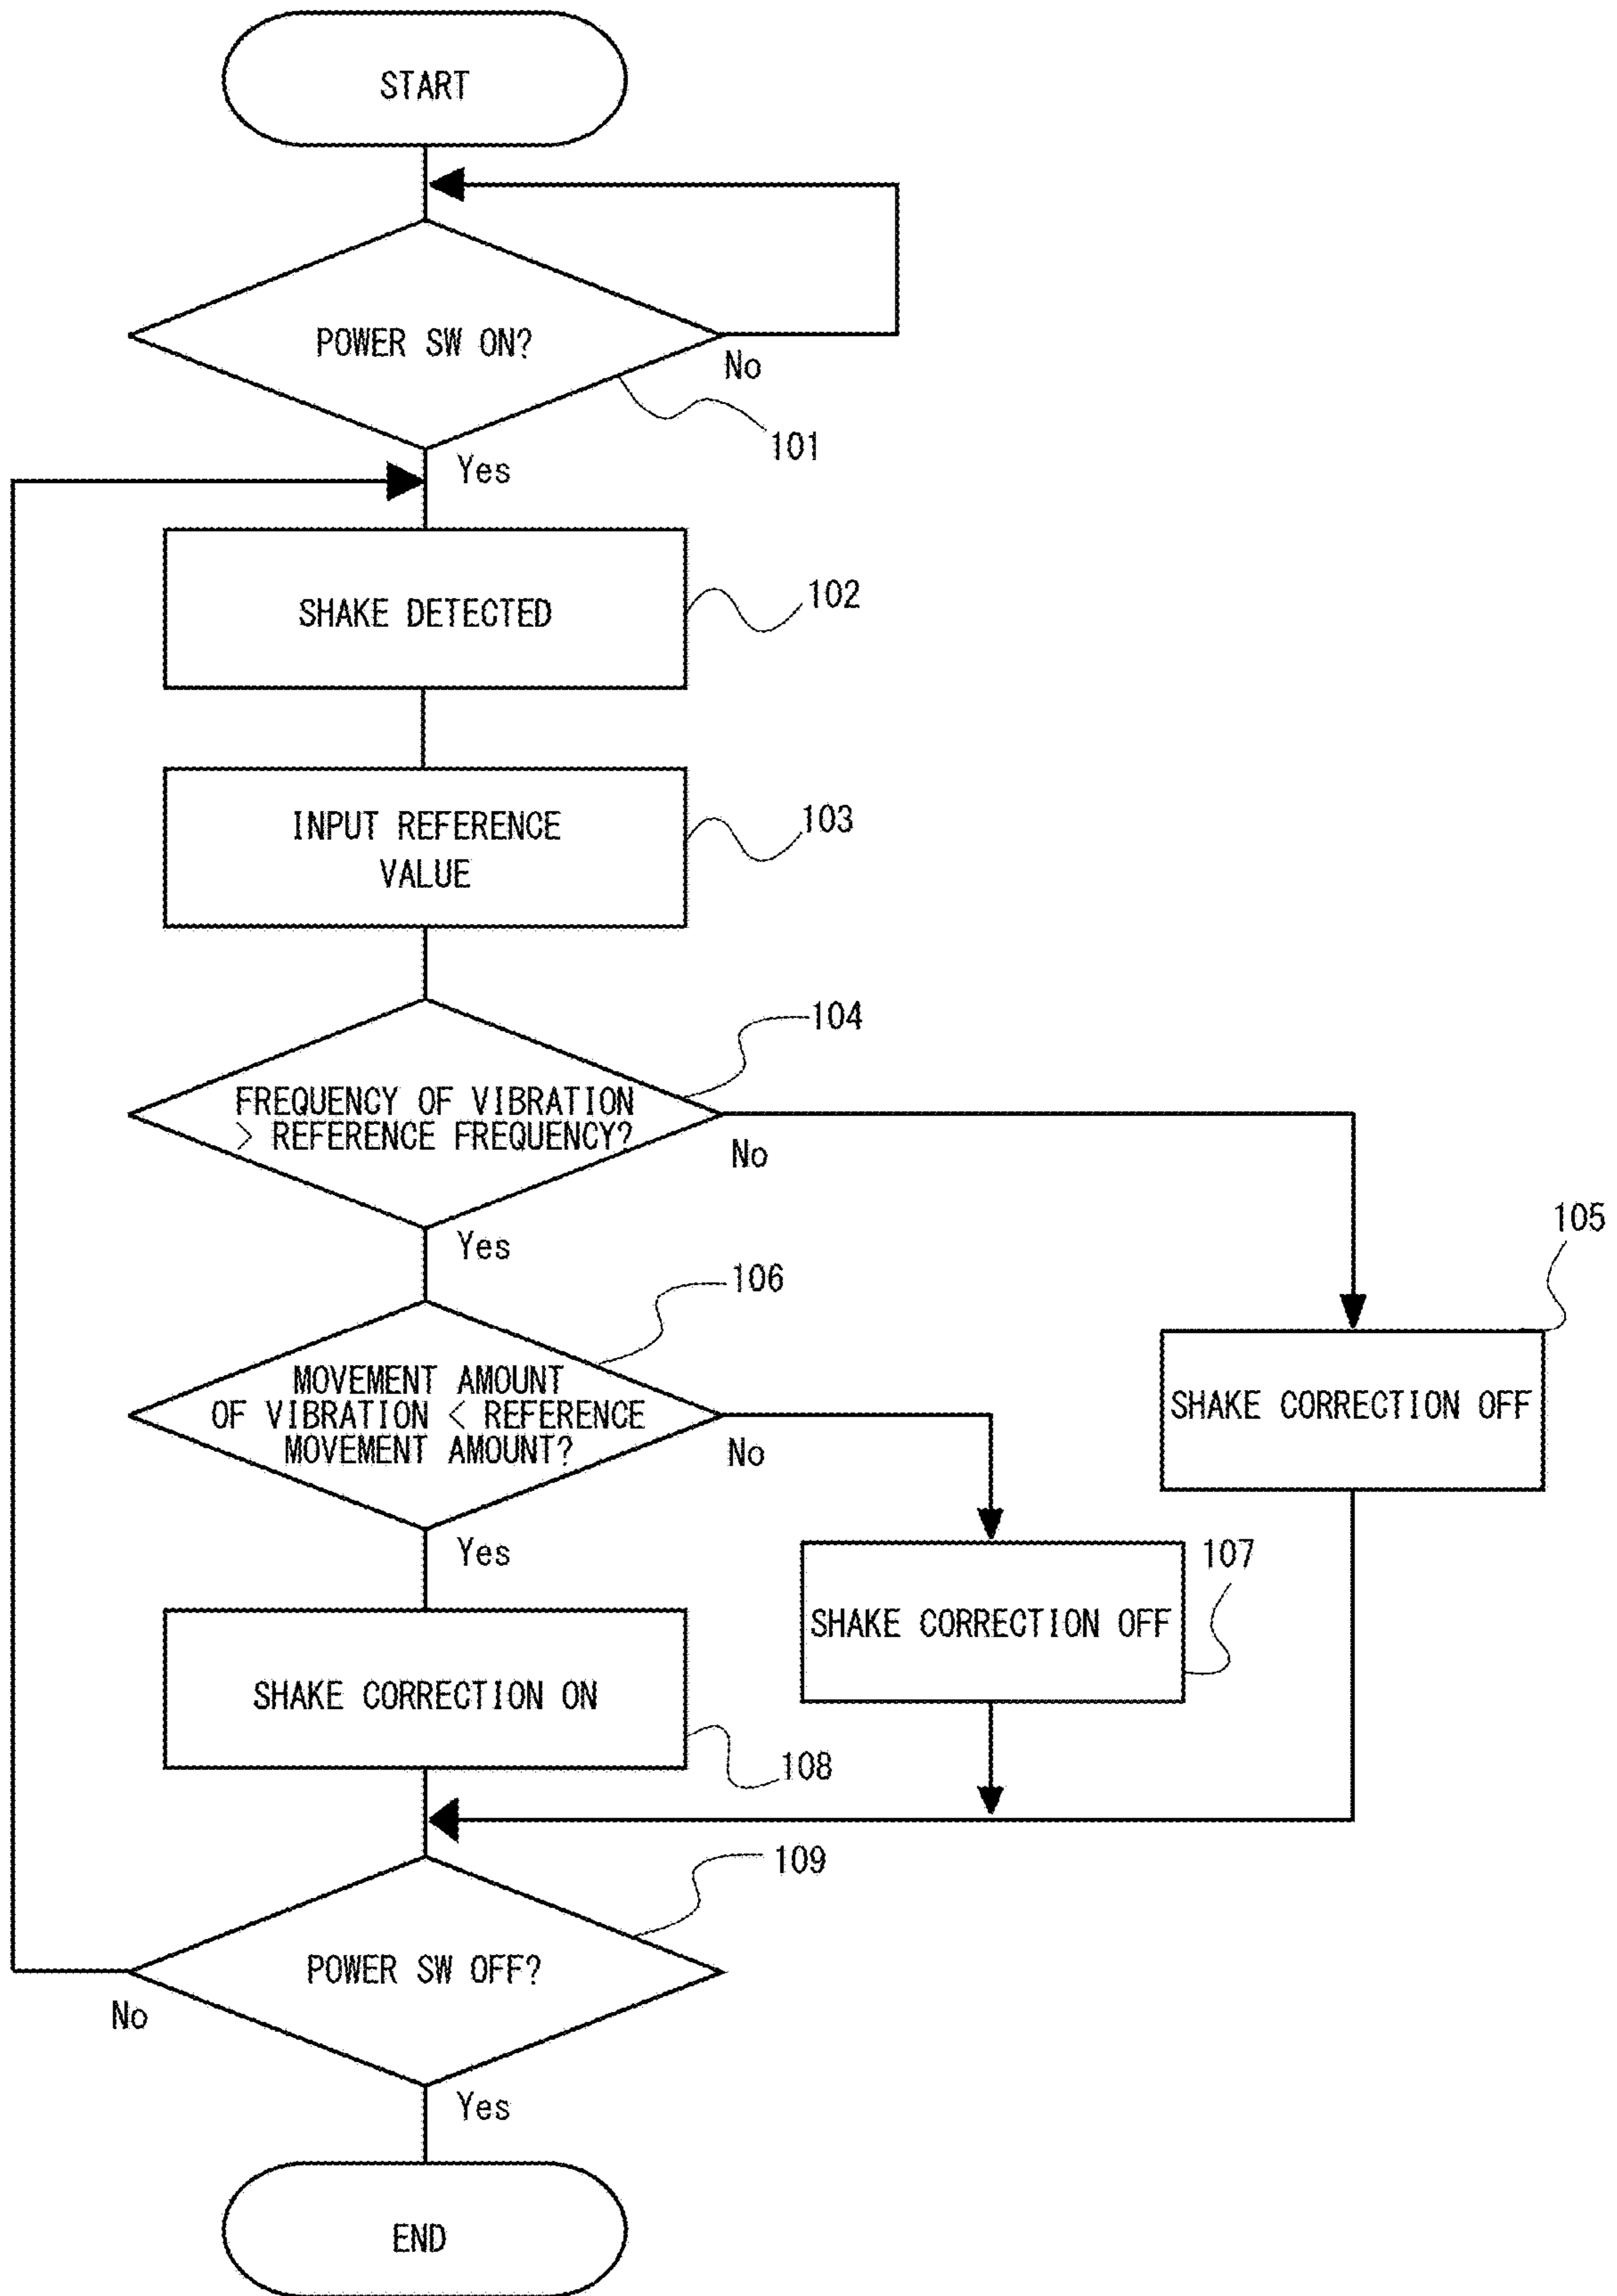 START
POWER SW ON?
No
101
Yes
SHAKE DETECTED
102
INPUT REFERENCE
VALUE
103
104
FREQUENCY OF VIBRATION
> REFERENCE FREQUENCY?
No
Yes
105
SHAKE CORRECTION OFF
106
MOVEMENT AMOUNT
OF VIBRATION < REFERENCE
MOVEMENT AMOUNT?
No
Yes
107
SHAKE CORRECTION OFF
SHAKE CORRECTION ON
108
109
POWER SW OFF?
No
Yes
END